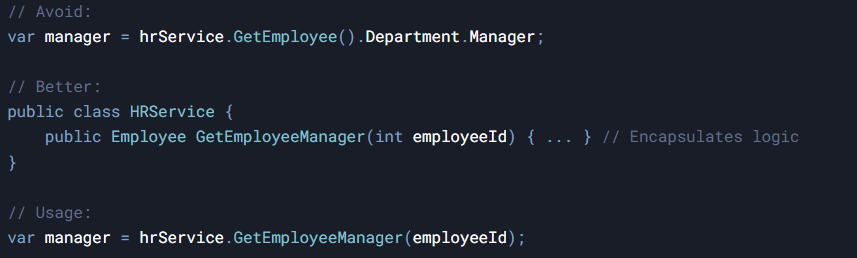 // Avoid:
var manager = hrService.GetEmployee().Department.Manager;
// Better:
public class HRService {
    public Employee GetEmployeeManager(int employeeId) { ... } // Encapsulates logic
}
// Usage:
var manager = hrService.GetEmployeeManager(employeeId);